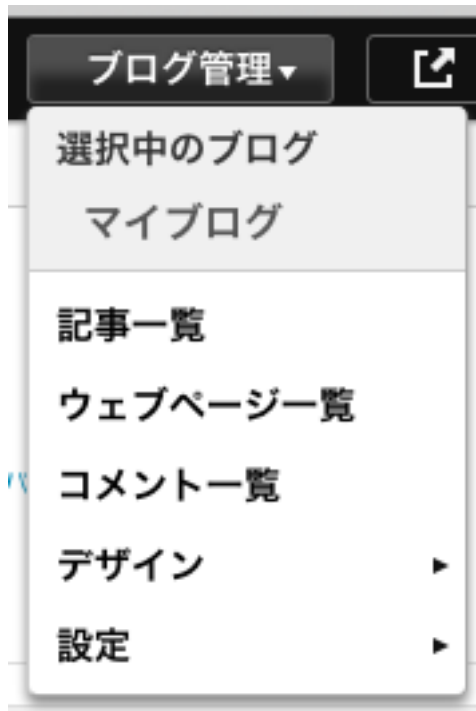 ブログ管理▾
選択中のブログ
マイブログ
記事一覧
ウェブページ一覧
コメント一覧
デザイン ▸
設定 ▸